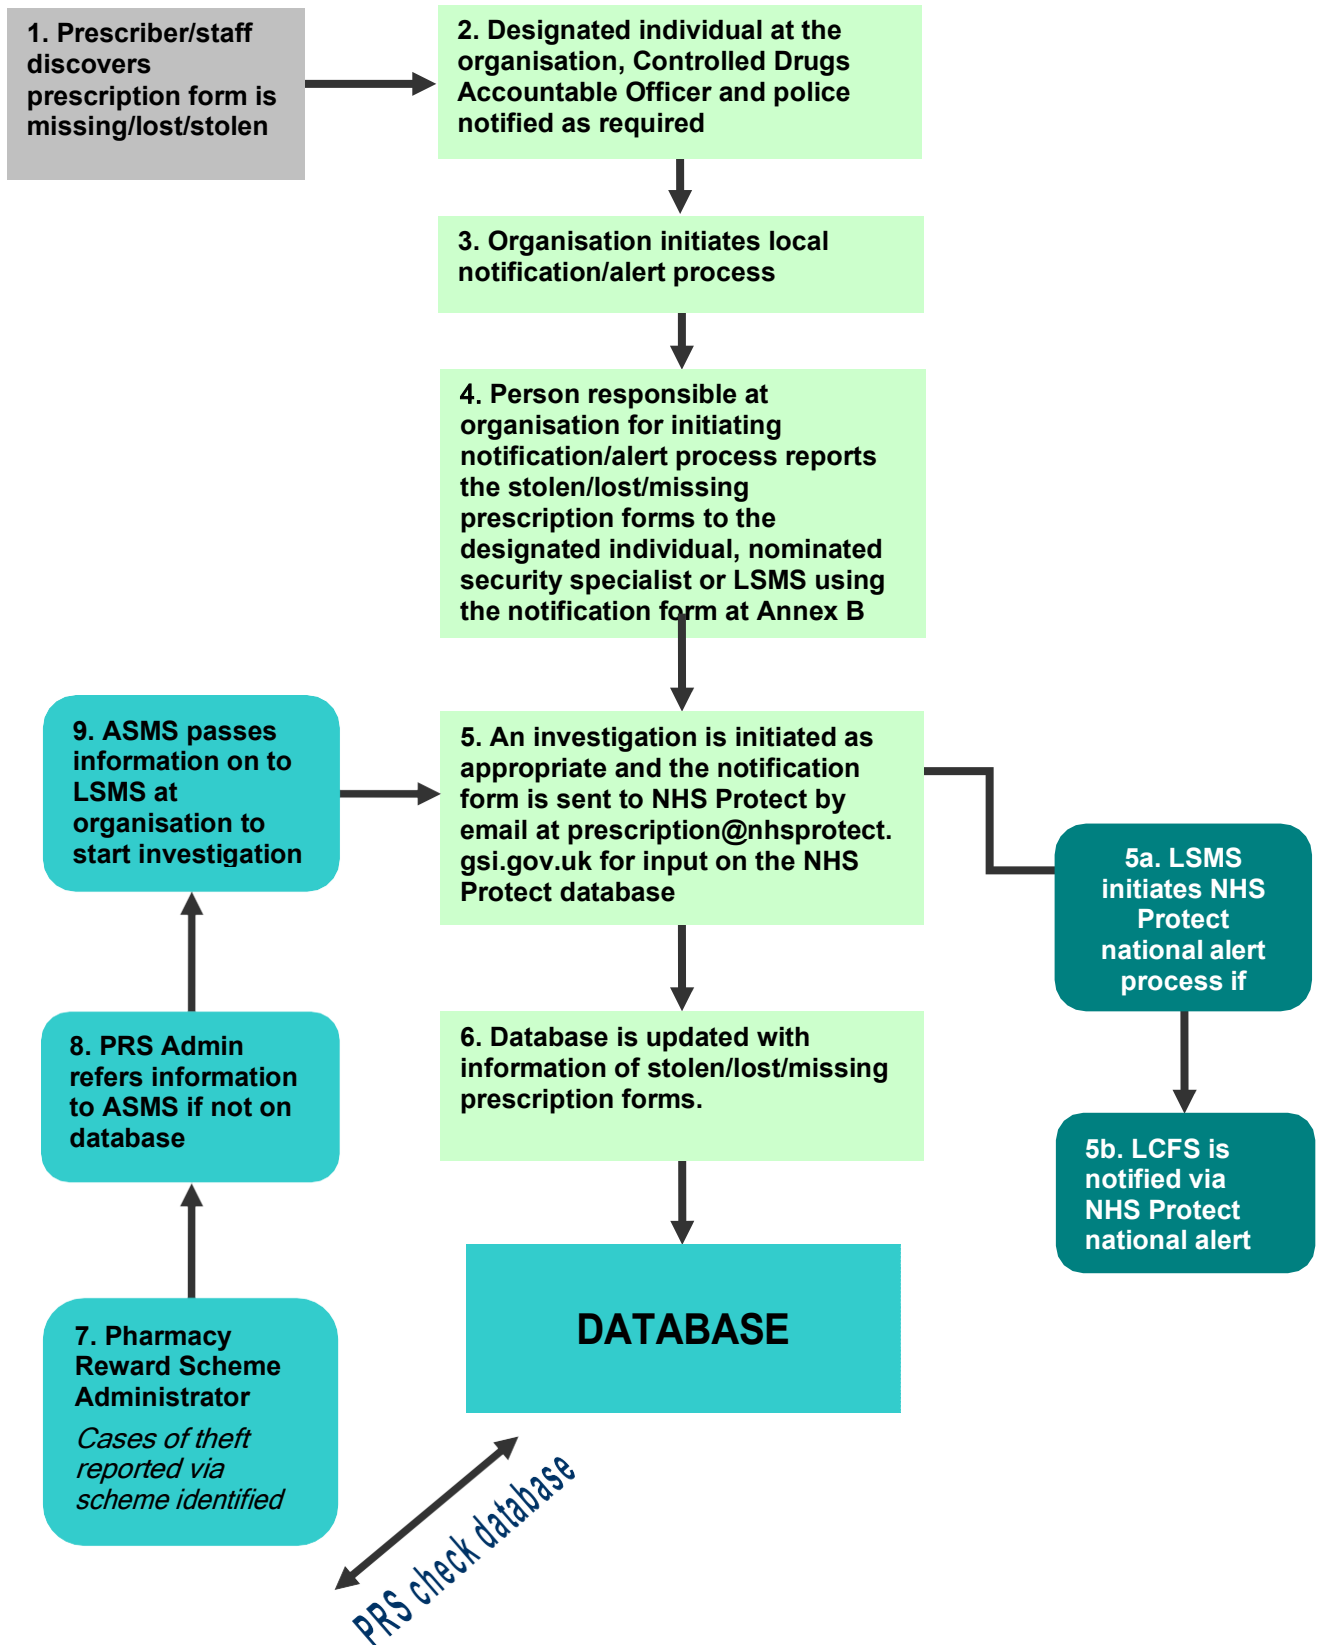 1. Prescriber/staff
discovers
prescription form is
missing/lost/stolen
2. Designated individual at the
organisation, Controlled Drugs
Accountable Officer and police
notified as required
3. Organisation initiates local
notification/alert process
4. Person responsible at
organisation for initiating
notification/alert process reports
the stolen/lost/missing
prescription forms to the
designated individual, nominated
security specialist or LSMS using
the notification form at Annex B
5. An investigation is initiated as
appropriate and the notification
form is sent to NHS Protect by
email at prescription@nhsprotect.
gsi.gov.uk for input on the NHS
Protect database
5a. LSMS
initiates NHS
Protect
national alert
process if
5b. LCFS is
notified via
NHS Protect
national alert
6. Database is updated with
information of stolen/lost/missing
prescription forms.
DATABASE
7. Pharmacy
Reward Scheme
Administrator
Cases of theft
reported via
scheme identified
8. PRS Admin
refers information
to ASMS if not on
database
9. ASMS passes
information on to
LSMS at
organisation to
start investigation
PRS check database